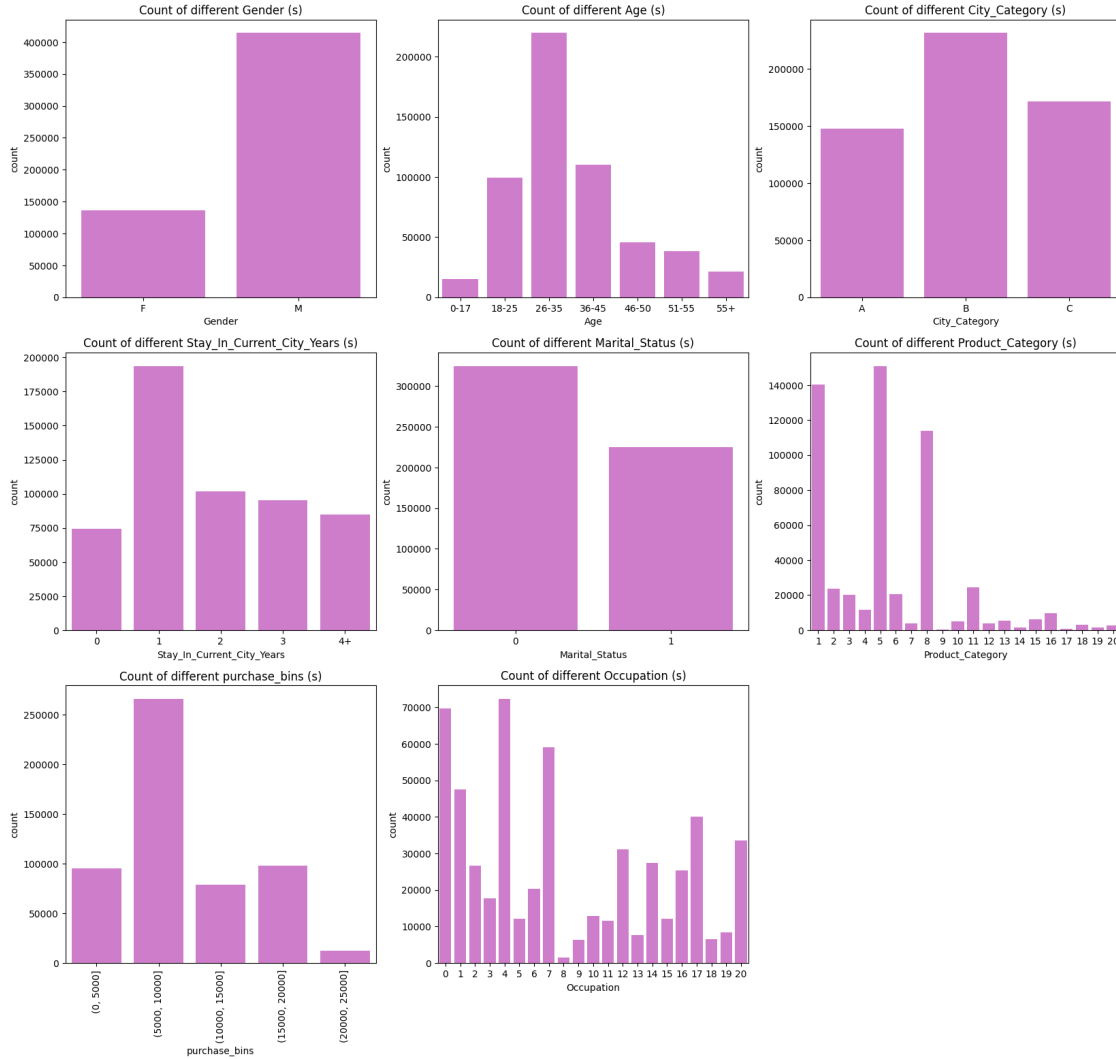 Count of different Gender (s)
400000
350000
300000
250000
200000
150000
100000
50000
0
count
F M
Gender
Count of different Age (s)
200000
150000
100000
50000
0
count
0-17 18-25 26-35 36-45 46-50 51-55 55+
Age
Count of different City_Category (s)
200000
150000
100000
50000
0
count
A B C
City_Category
Count of different Stay_In_Current_City_Years (s)
200000
175000
150000
125000
100000
75000
50000
25000
0
count
0 1 2 3 4+
Stay_In_Current_City_Years
Count of different Marital_Status (s)
300000
250000
200000
150000
100000
50000
0
count
0 1
Marital_Status
Count of different Product_Category (s)
140000
120000
100000
80000
60000
40000
20000
0
count
1 2 3 4 5 6 7 8 9 10 11 12 13 14 15 16 17 18 19 20
Product_Category
Count of different purchase_bins (s)
250000
200000
150000
100000
50000
0
count
(0, 5000] (5000, 10000] (10000, 15000] (15000, 20000] (20000, 25000]
purchase_bins
Count of different Occupation (s)
70000
60000
50000
40000
30000
20000
10000
0
count
0 1 2 3 4 5 6 7 8 9 10 11 12 13 14 15 16 17 18 19 20
Occupation